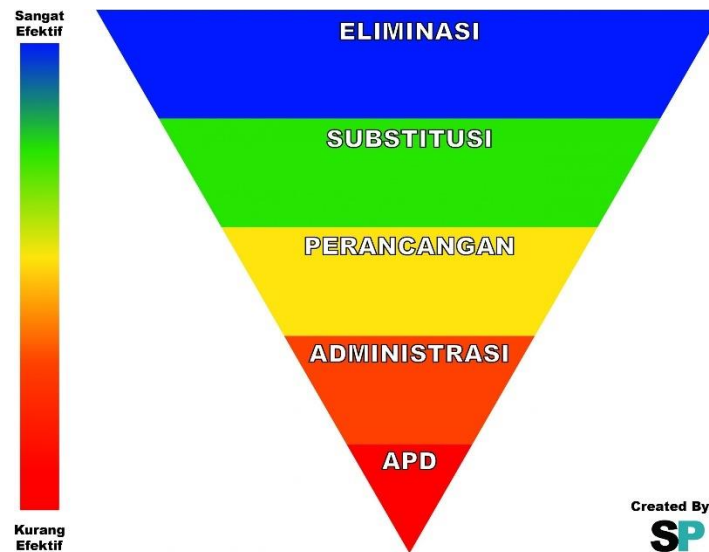 Sangat
Efektif
ELIMINASI
SUBSTITUSI
PERANCANGAN
ADMINISTRASI
APD
Kurang
Efektif
Created By
SP